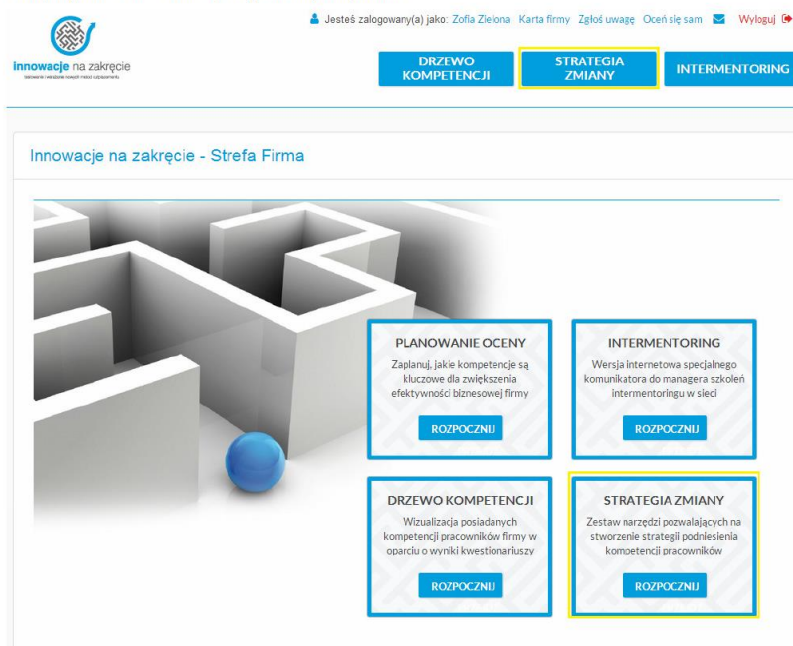 Jesteś zalogowany(a) jako: Zofia Zielona Karta firmy Zgłoś uwagę Oceń się sam Wyloguj
innowacje na zakręcie
DRZEWO
KOMPETENCJI
STRATEGIA
ZMIANY
INTERMENTORING
Innowacje na zakręcie - Strefa Firma
PLANOWANIE OCENY
Zaplanuj, jakie kompetencje są
kluczowe dla zwiększenia
efektywności biznesowej firmy
ROZPOCZNIJ
INTERMENTORING
Wersja internetowa specjalnego
komunikatora do managera szkoleń
intermentoringu w sieci
ROZPOCZNIJ
DRZEWO KOMPETENCJI
Wizualizacja posiadanych
kompetencji pracowników firmy w
oparciu o wyniki kwestionariuszy
ROZPOCZNIJ
STRATEGIA ZMIANY
Zestaw narzędzi pozwalających na
stworzenie strategii podniesienia
kompetencji pracowników
ROZPOCZNIJ